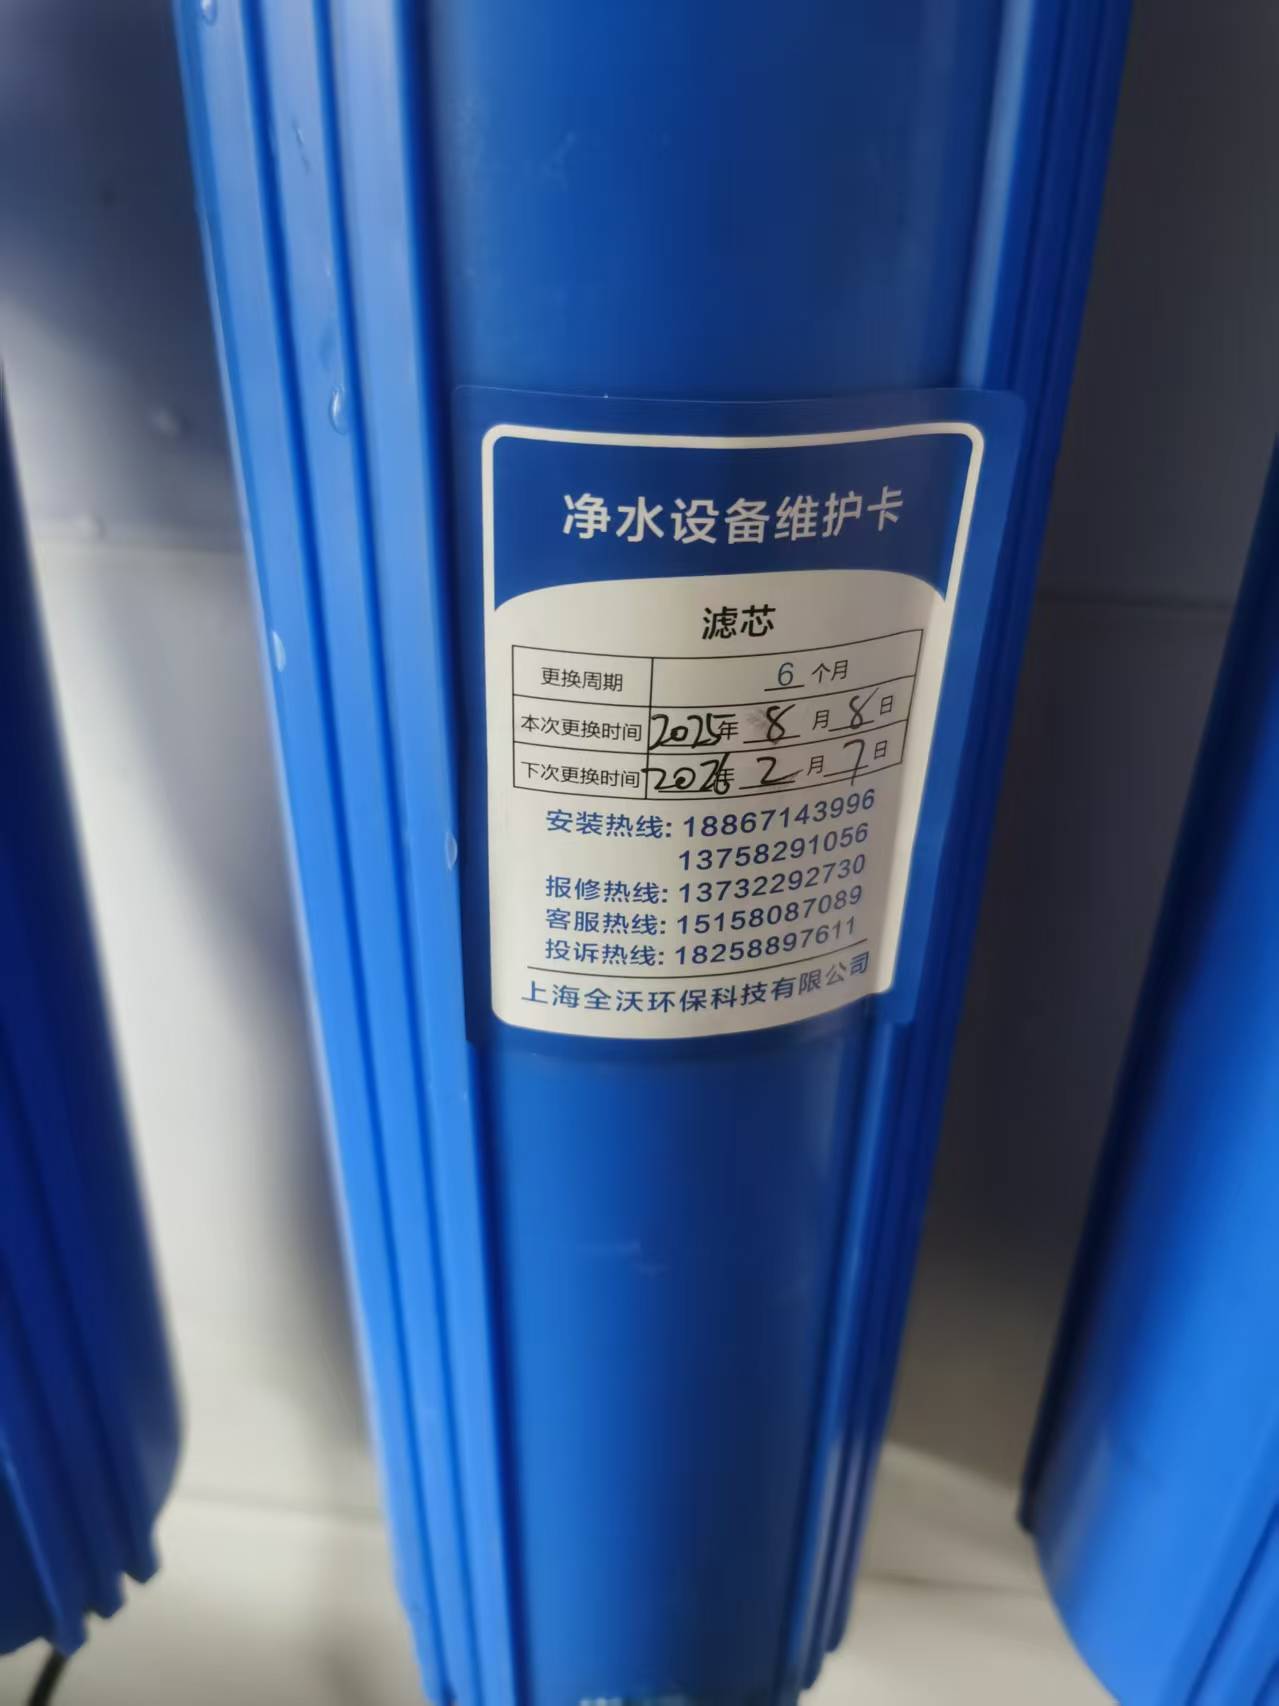 净水设备维护卡
滤芯
更换周期 6 个月
本次更换时间 2025年 8 月 8 日
下次更换时间 2026年 2 月 7 日
安装热线: 18867143996
13758291056
报修热线: 13732292730
客服热线: 15158087089
投诉热线: 18258897611
上海全沃环保科技有限公司